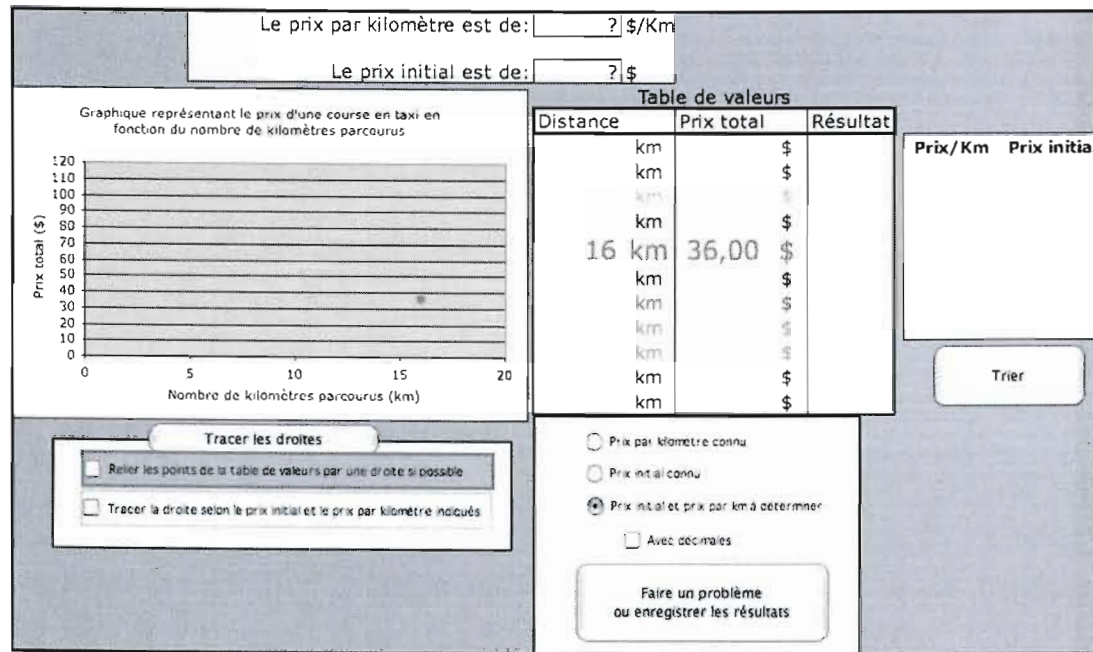 Le prix par kilomètre est de: ? $/Km
Le prix initial est de: ? $
Graphique représentant le prix d'une course en taxi en
fonction du nombre de kilomètres parcourus
Prix total ($)
120
110
100
90
80
70
60
50
40
30
20
10
0
0 5 10 15 20
Nombre de kilomètres parcourus (km)
Table de valeurs
Distance Prix total Résultat
km $
km $
km $
km $
16 km 36,00 $
km $
km $
km $
km $
km $
km $
Prix/Km Prix initia
Trier
Tracer les droites
Relier les points de la table de valeurs par une droite si possible
Tracer la droite selon le prix initial et le prix par kilomètre indiqués
Prix par kilomètre connu
Prix initial connu
Prix initial et prix par km à déterminer
Avec décimales
Faire un problème
ou enregistrer les résultats